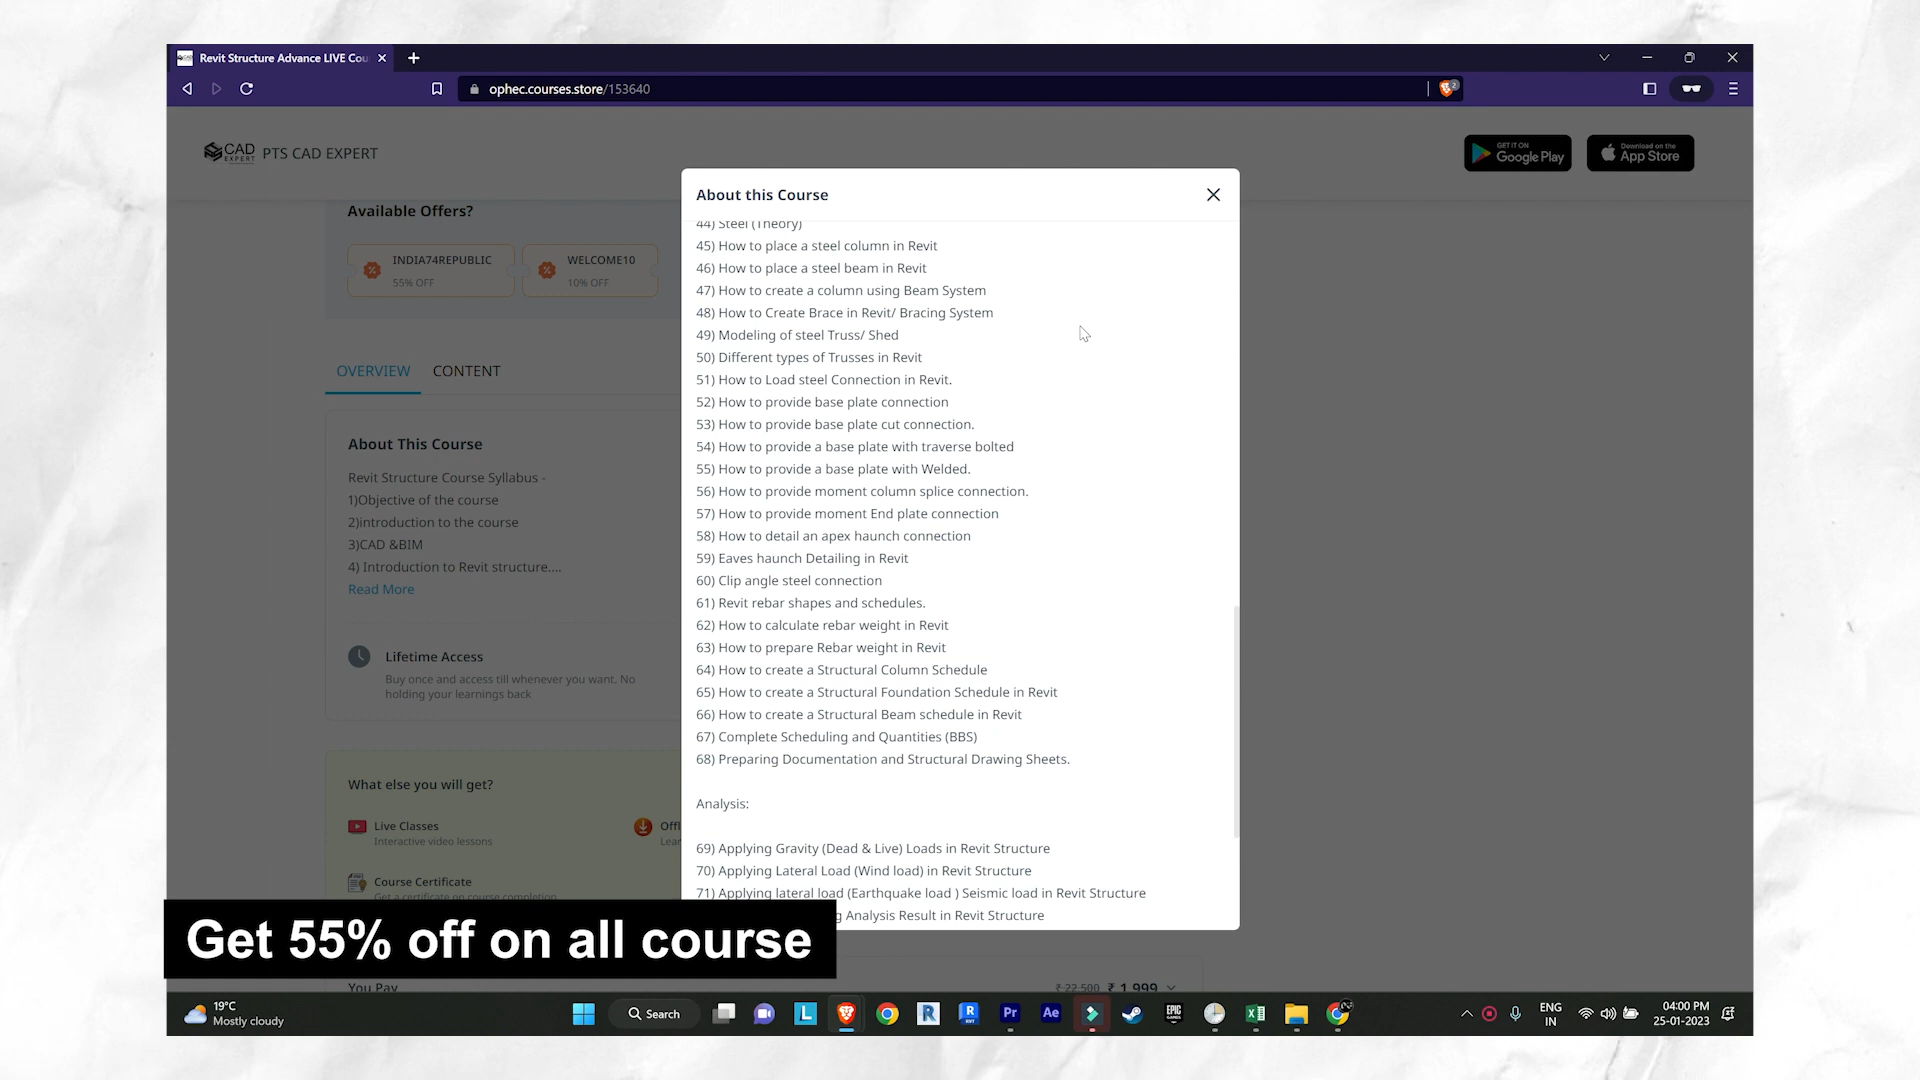 Revit Structure Advance LIVE Cou
ophec.courses.store/153640
CAD EXPERT
PTS CAD EXPERT
GET IT ON Google Play
Download on the App Store
Available Offers?
INDIA74REPUBLIC
55% OFF
WELCOME10
10% OFF
OVERVIEW
CONTENT
About This Course
Revit Structure Course Syllabus -
1)Objective of the course
2)introduction to the course
3)CAD &BIM
4) Introduction to Revit structure....
Read More
Lifetime Access
Buy once and access till whenever you want. No
holding your learnings back
What else you will get?
Live Classes
Interactive video lessons
Offl
Lear
Course Certificate
Get a certificate on course completion
About this Course
44) Steel (Theory)
45) How to place a steel column in Revit
46) How to place a steel beam in Revit
47) How to create a column using Beam System
48) How to Create Brace in Revit/ Bracing System
49) Modeling of steel Truss/ Shed
50) Different types of Trusses in Revit
51) How to Load steel Connection in Revit.
52) How to provide base plate connection
53) How to provide base plate cut connection.
54) How to provide a base plate with traverse bolted
55) How to provide a base plate with Welded.
56) How to provide moment column splice connection.
57) How to provide moment End plate connection
58) How to detail an apex haunch connection
59) Eaves haunch Detailing in Revit
60) Clip angle steel connection
61) Revit rebar shapes and schedules.
62) How to calculate rebar weight in Revit
63) How to prepare Rebar weight in Revit
64) How to create a Structural Column Schedule
65) How to create a Structural Foundation Schedule in Revit
66) How to create a Structural Beam schedule in Revit
67) Complete Scheduling and Quantities (BBS)
68) Preparing Documentation and Structural Drawing Sheets.
Analysis:
69) Applying Gravity (Dead & Live) Loads in Revit Structure
70) Applying Lateral Load (Wind load) in Revit Structure
71) Applying lateral load (Earthquake load ) Seismic load in Revit Structure
g Analysis Result in Revit Structure
Get 55% off on all course
You Pay
₹ 22,500 ₹ 1,999
19°C
Mostly cloudy
Search
ENG
IN
04:00 PM
25-01-2023